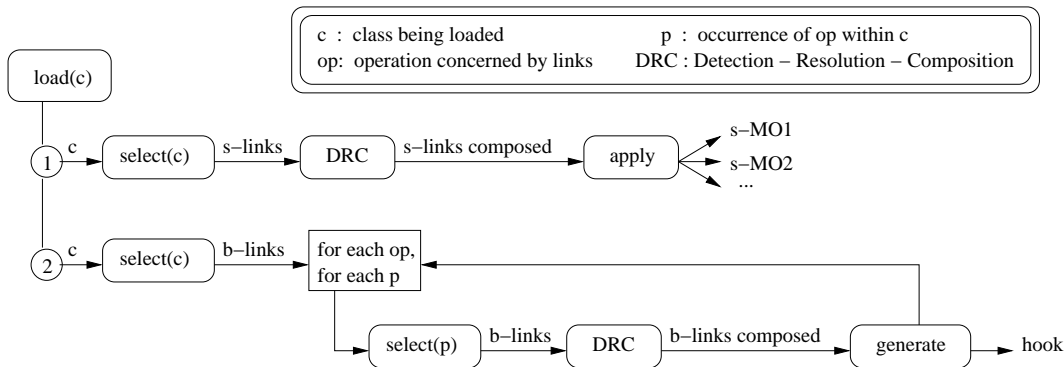 c : class being loaded
p : occurrence of op within c
op: operation concerned by links
DRC : Detection − Resolution − Composition
load(c)
1
c
select(c)
s−links
DRC
s−links composed
apply
s−MO1
s−MO2
...
2
c
select(c)
b−links
for each op,
for each p
select(p)
b−links
DRC
b−links composed
generate
hook